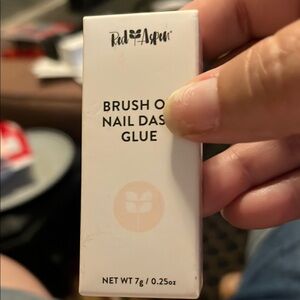 Red Aspen
BRUSH O
NAIL DAS
GLUE
NET WT 7g / 0.25oz